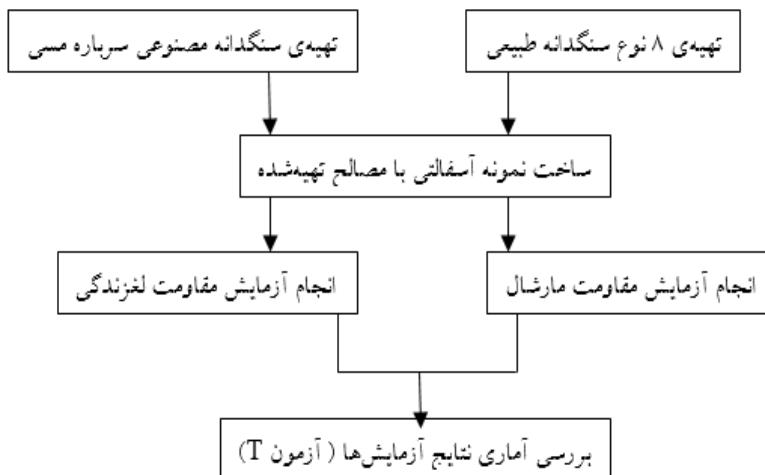 تهیه‌ی ۸ نوع سنگدانه طبیعی
تهیه‌ی سنگدانه مصنوعی سرباره مسی
ساخت نمونه آسفالتی با مصالح تهیه‌شده
انجام آزمایش مقاومت مارشال
انجام آزمایش مقاومت لغزندگی
بررسی آماری نتایج آزمایش‌ها ( آزمون T)